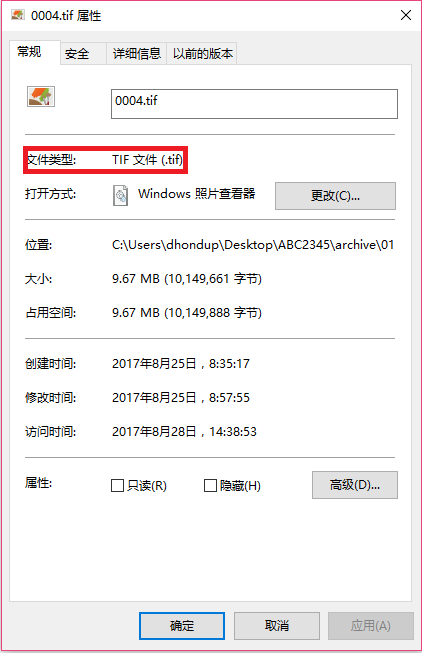 0004.tif 属性
常规
安全
详细信息
以前的版本
0004.tif
文件类型: TIF 文件 (.tif)
打开方式: Windows 照片查看器 更改(C)...
位置: C:\Users\dhondup\Desktop\ABC2345\archive\01
大小: 9.67 MB (10,149,661 字节)
占用空间: 9.67 MB (10,149,888 字节)
创建时间: 2017年8月25日，8:35:17
修改时间: 2017年8月25日，8:57:55
访问时间: 2017年8月28日，14:38:53
属性: 只读(R) 隐藏(H) 高级(D)...
确定 取消 应用(A)